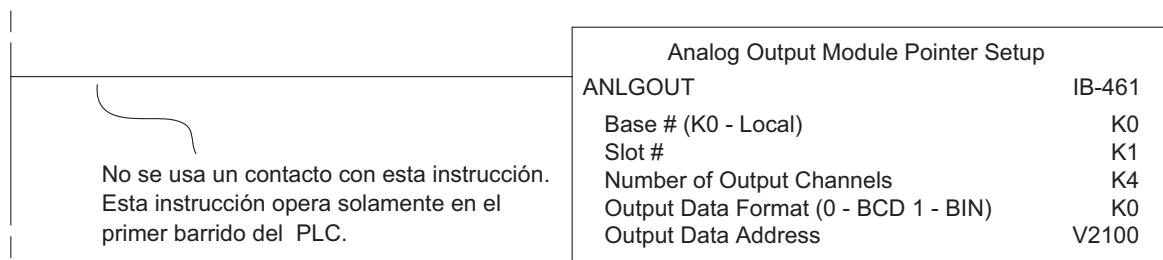 Analog Output Module Pointer Setup
ANLGOUT IB-461
Base # (K0 - Local) K0
Slot # K1
Number of Output Channels K4
Output Data Format (0 - BCD 1 - BIN) K0
Output Data Address V2100
No se usa un contacto con esta instrucción.
Esta instrucción opera solamente en el
primer barrido del PLC.